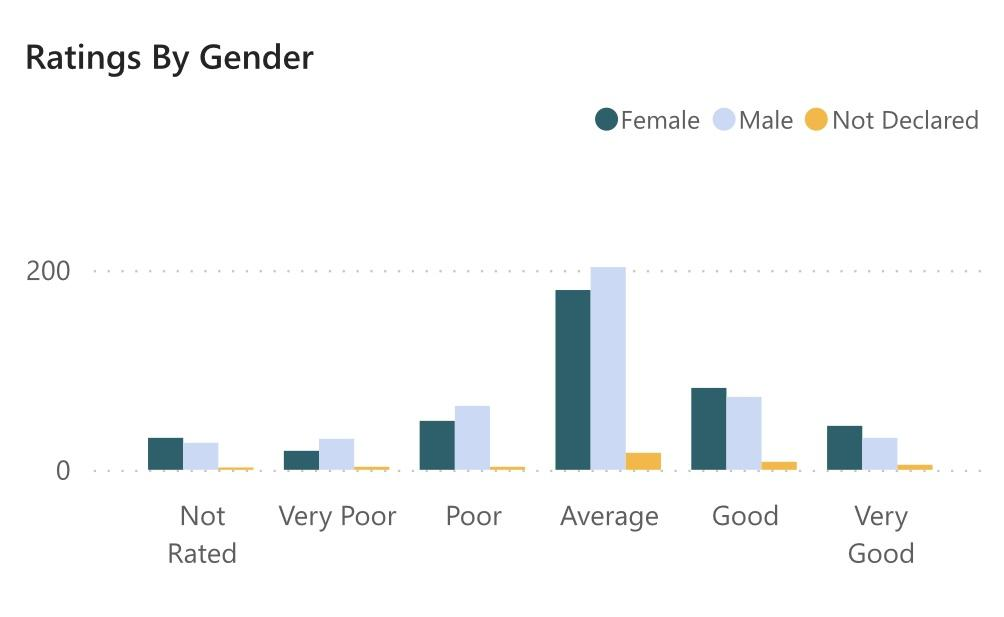 Ratings By Gender
Female Male Not Declared
200
0
Not Very Poor Poor Average Good Very
Rated Good